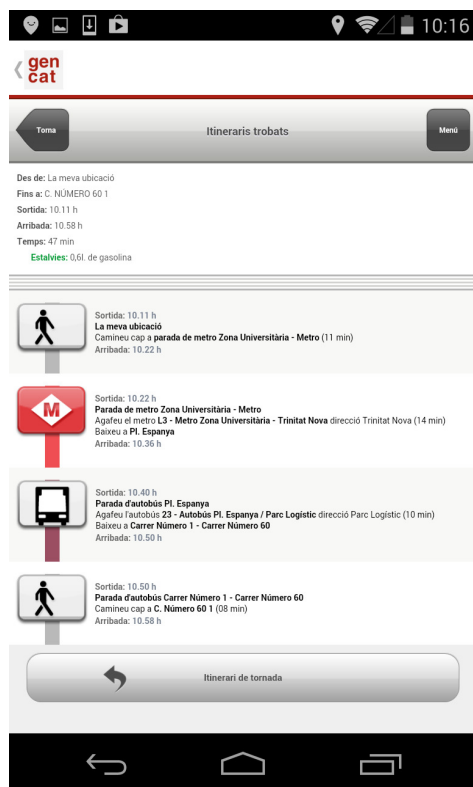 10:16
gen
cat
Torna
Itineraris trobats
Menú
Des de: La meva ubicació
Fins a: C. NÚMERO 60 1
Sortida: 10.11 h
Arribada: 10.58 h
Temps: 47 min
Estalvies: 0,6l. de gasolina
Sortida: 10.11 h
La meva ubicació
Camineu cap a parada de metro Zona Universitària - Metro (11 min)
Arribada: 10.22 h
M
Sortida: 10.22 h
Parada de metro Zona Universitària - Metro
Agafeu el metro L3 - Metro Zona Universitària - Trinitat Nova direcció Trinitat Nova (14 min)
Baixeu a Pl. Espanya
Arribada: 10.36 h
Sortida: 10.40 h
Parada d'autobús Pl. Espanya
Agafeu l'autobús 23 - Autobús Pl. Espanya / Parc Logístic direcció Parc Logístic (10 min)
Baixeu a Carrer Número 1 - Carrer Número 60
Arribada: 10.50 h
Sortida: 10.50 h
Parada d'autobús Carrer Número 1 - Carrer Número 60
Camineu cap a C. Número 60 1 (08 min)
Arribada: 10.58 h
Itinerari de tornada